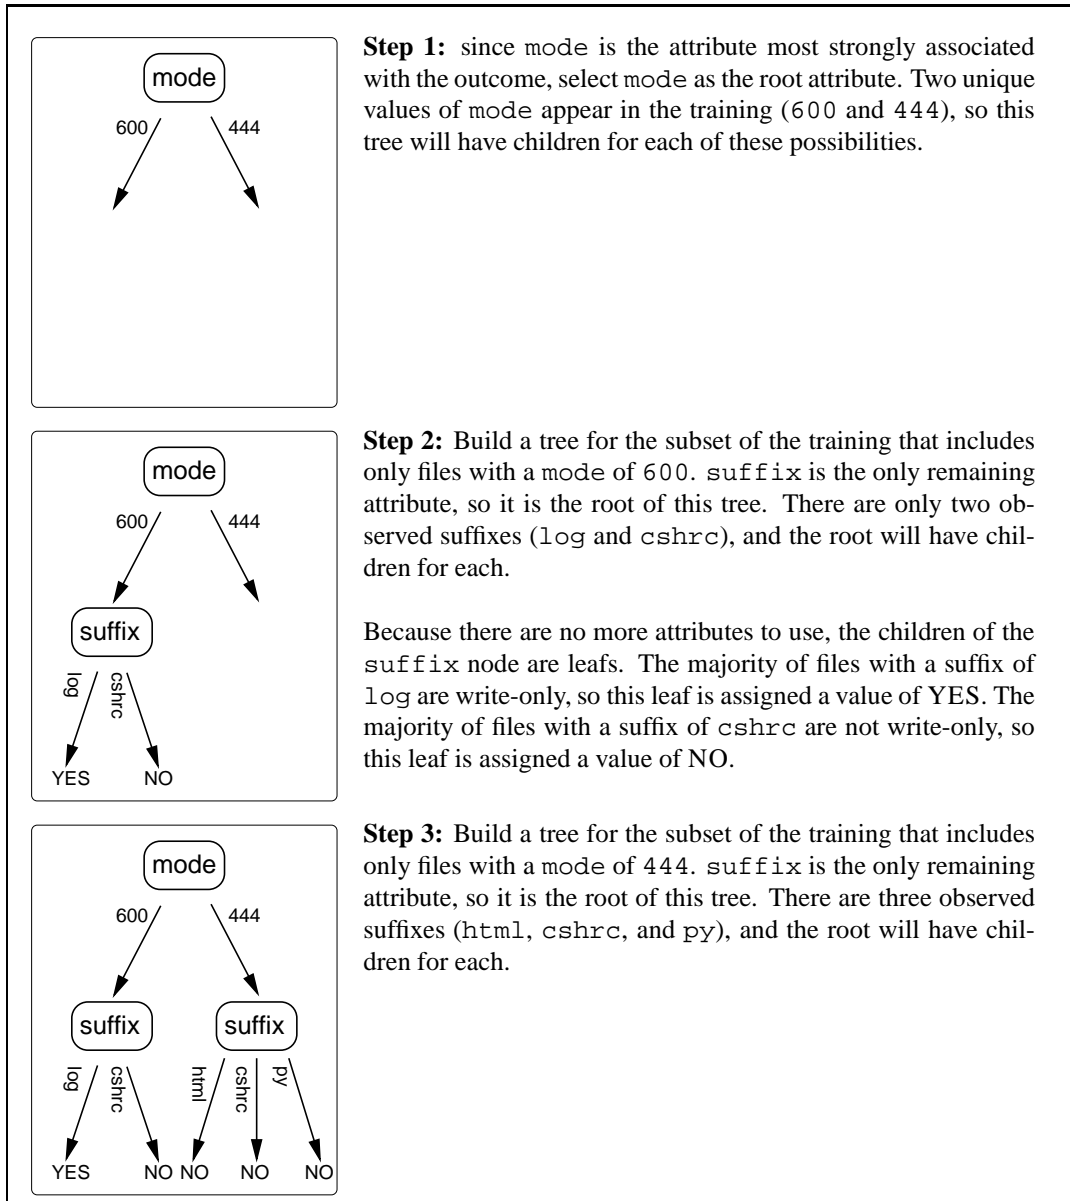 mode
600 444
Step 1: since mode is the attribute most strongly associated
with the outcome, select mode as the root attribute. Two unique
values of mode appear in the training (600 and 444), so this
tree will have children for each of these possibilities.
mode
600 444
suffix
log cshrc
YES NO
Step 2: Build a tree for the subset of the training that includes
only files with a mode of 600. suffix is the only remaining
attribute, so it is the root of this tree. There are only two ob-
served suffixes (log and cshrc), and the root will have chil-
dren for each.
Because there are no more attributes to use, the children of the
suffix node are leafs. The majority of files with a suffix of
log are write-only, so this leaf is assigned a value of YES. The
majority of files with a suffix of cshrc are not write-only, so
this leaf is assigned a value of NO.
mode
600 444
suffix suffix
log cshrc html cshrc py
YES NO NO NO NO
Step 3: Build a tree for the subset of the training that includes
only files with a mode of 444. suffix is the only remaining
attribute, so it is the root of this tree. There are three observed
suffixes (html, cshrc, and py), and the root will have chil-
dren for each.